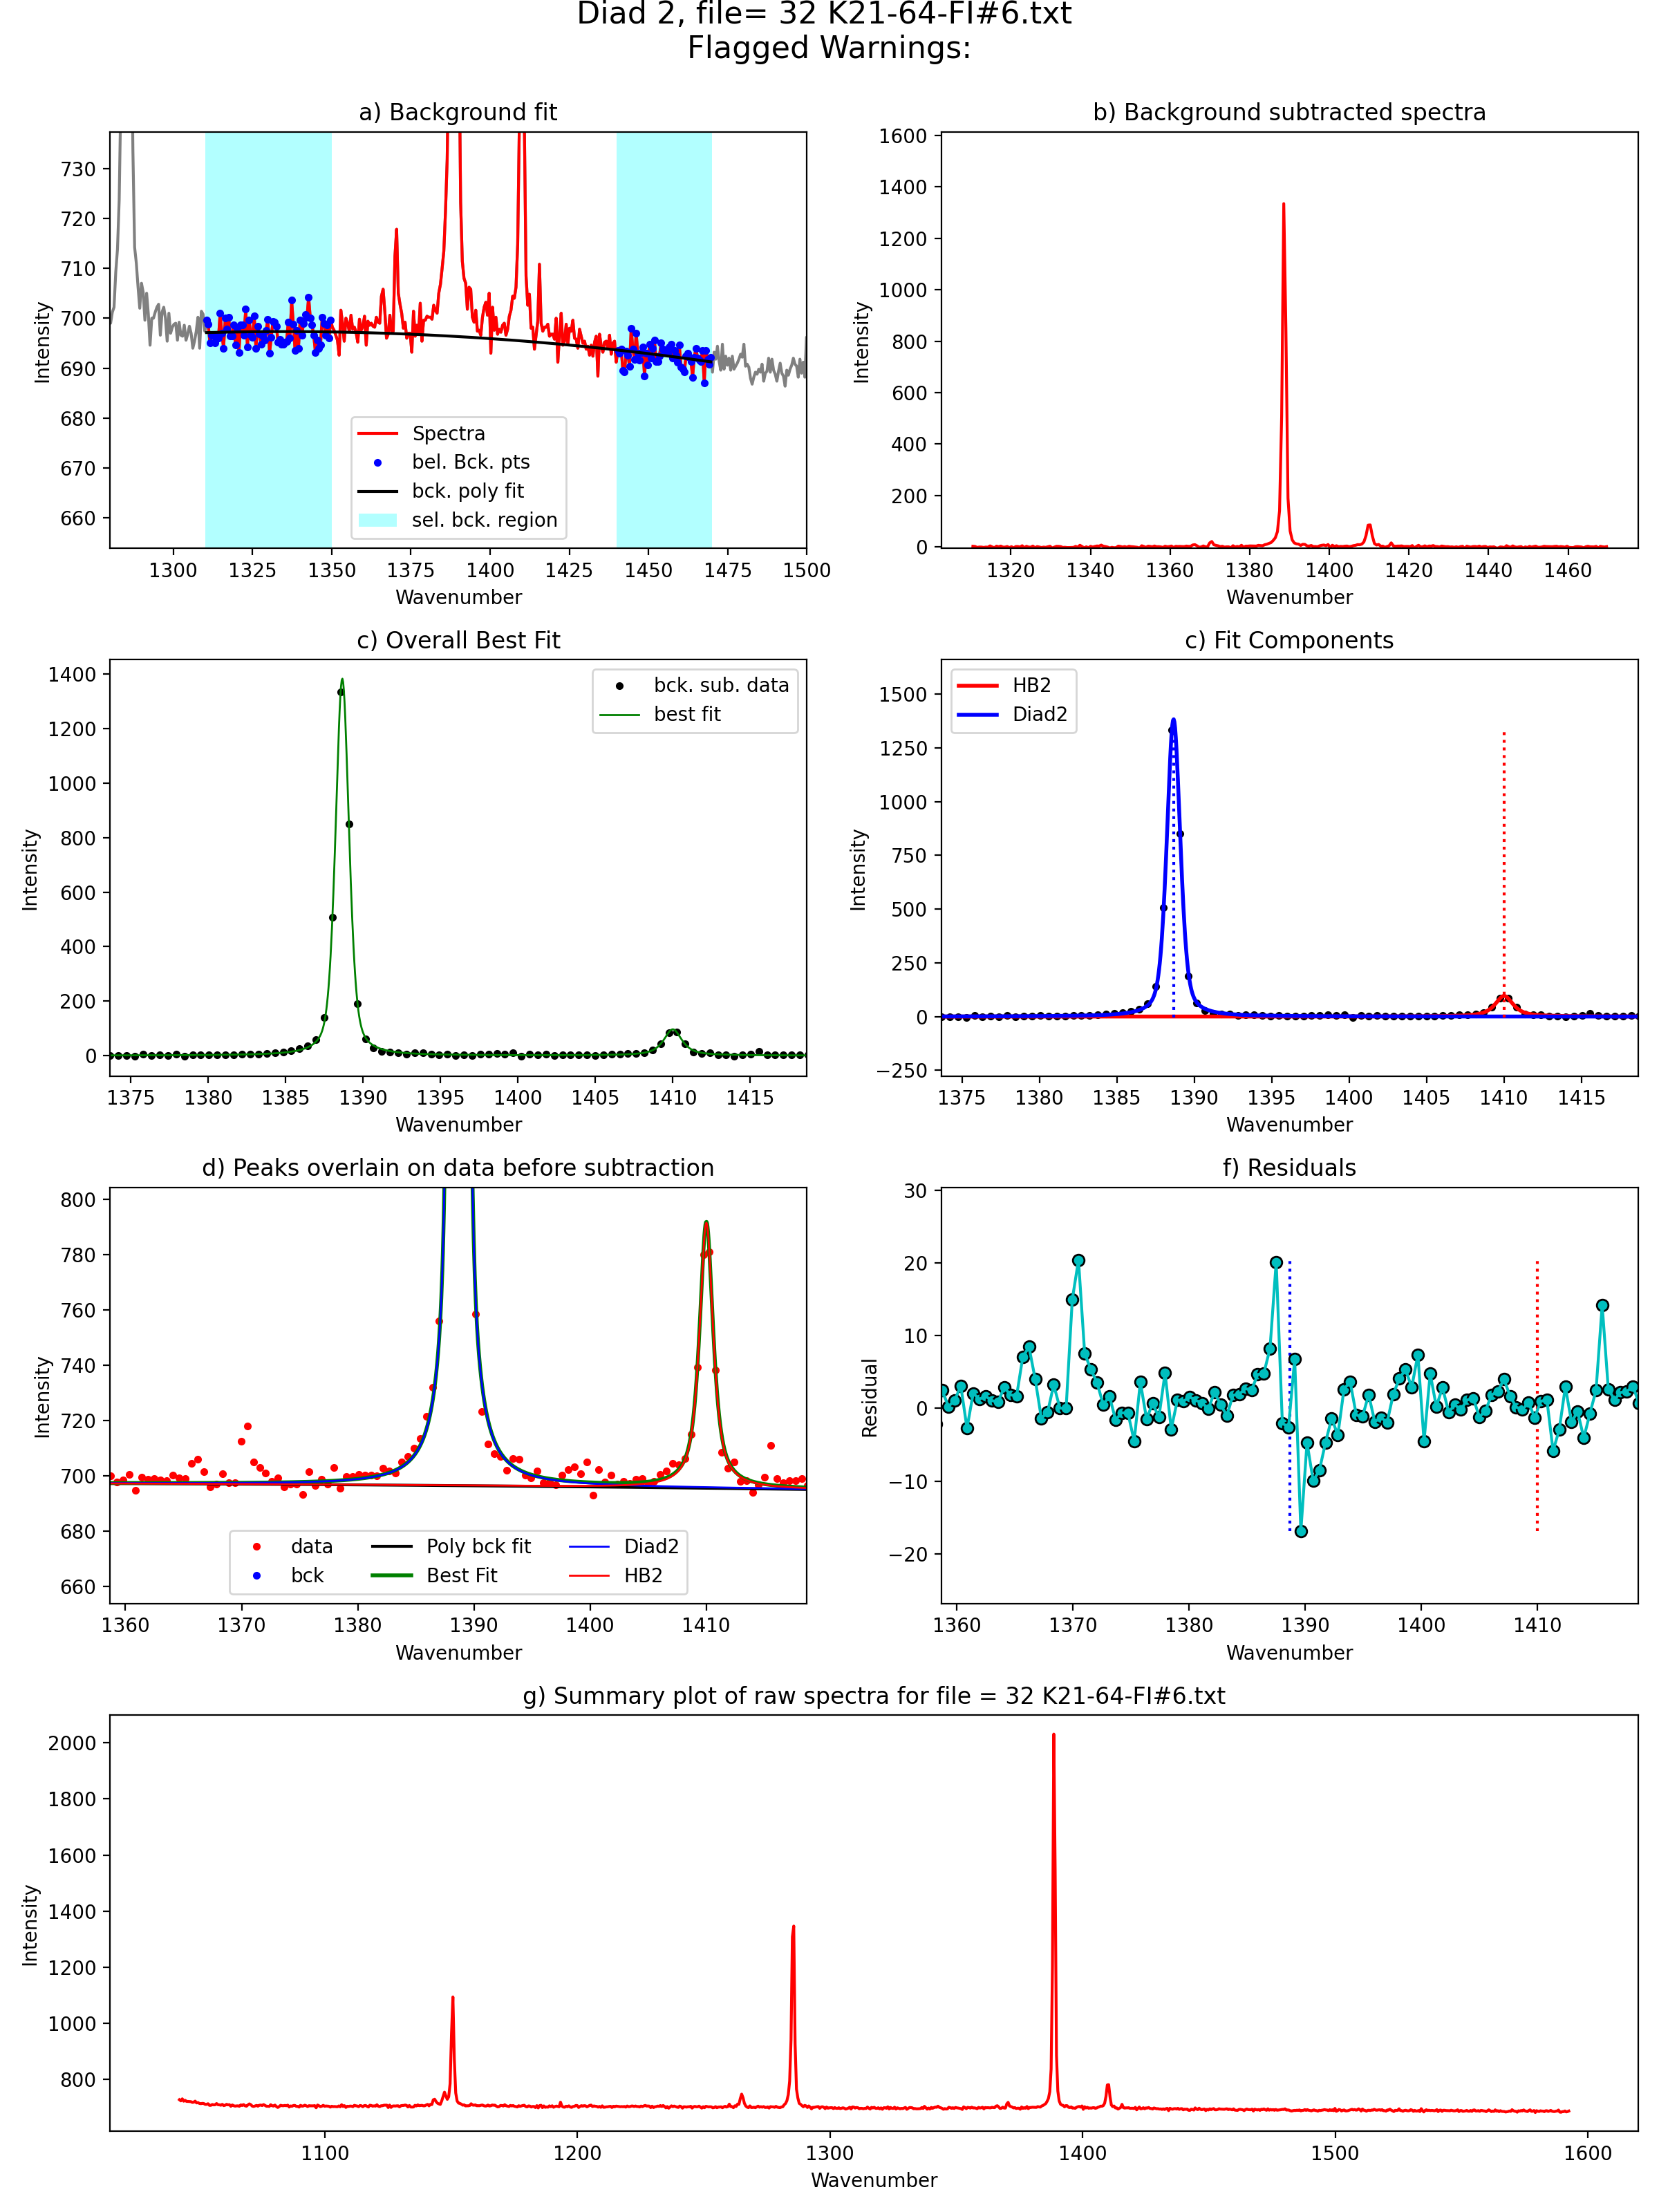 Diad 2, file= 32 K21-64-FI#6.txt
Flagged Warnings:
a) Background fit
730
720
710
700
690
680
670
660
Intensity
Spectra
bel. Bck. pts
bck. poly fit
sel. bck. region
1300 1325 1350 1375 1400 1425 1450 1475 1500
Wavenumber
b) Background subtracted spectra
1600
1400
1200
1000
800
600
400
200
0
Intensity
1320 1340 1360 1380 1400 1420 1440 1460
Wavenumber
c) Overall Best Fit
1400
1200
1000
800
600
400
200
0
Intensity
bck. sub. data
best fit
1375 1380 1385 1390 1395 1400 1405 1410 1415
Wavenumber
c) Fit Components
1500
1250
1000
750
500
250
0
−250
Intensity
HB2
Diad2
1375 1380 1385 1390 1395 1400 1405 1410 1415
Wavenumber
d) Peaks overlain on data before subtraction
800
780
760
740
720
700
680
660
Intensity
data
bck
Poly bck fit
Best Fit
Diad2
HB2
1360 1370 1380 1390 1400 1410
Wavenumber
f) Residuals
30
20
10
0
−10
−20
Residual
1360 1370 1380 1390 1400 1410
Wavenumber
g) Summary plot of raw spectra for file = 32 K21-64-FI#6.txt
2000
1800
1600
1400
1200
1000
800
Intensity
1100 1200 1300 1400 1500 1600
Wavenumber